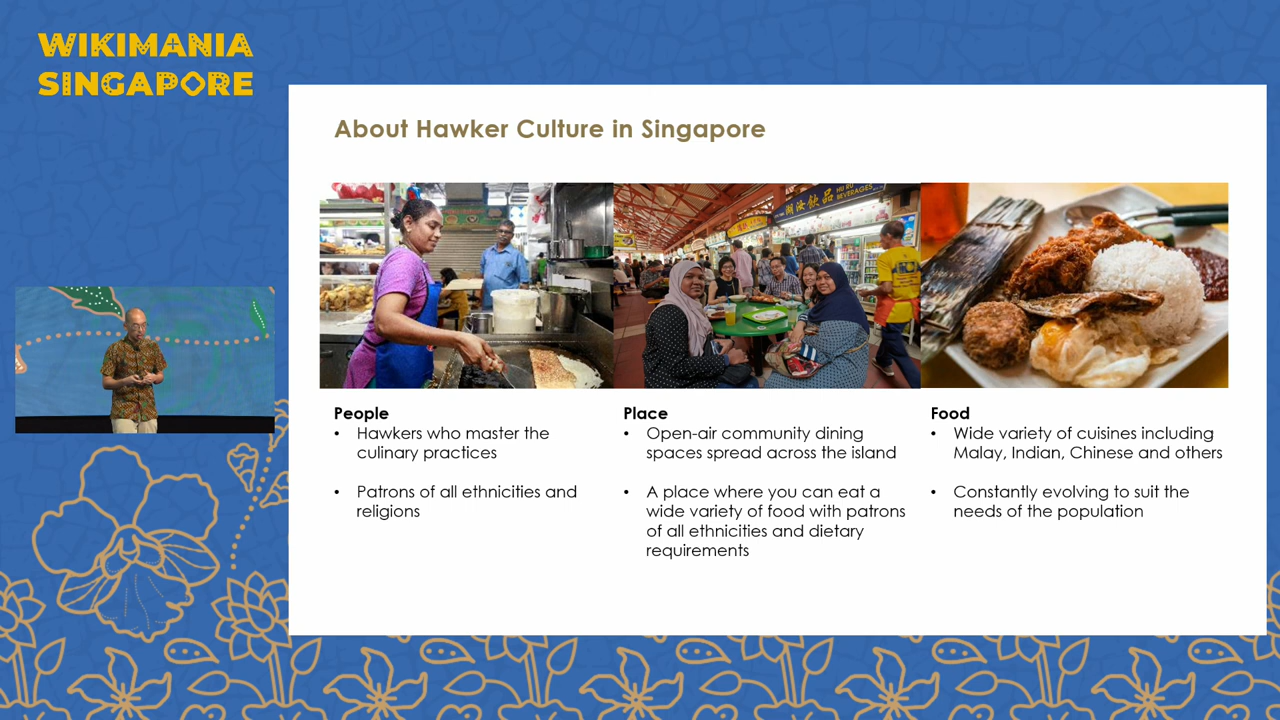 WIKIMANIA
SINGAPORE
About Hawker Culture in Singapore
HU RU
BEVERAGES
People
• Hawkers who master the
culinary practices
• Patrons of all ethnicities and
religions
Place
• Open-air community dining
spaces spread across the island
• A place where you can eat a
wide variety of food with patrons
of all ethnicities and dietary
requirements
Food
• Wide variety of cuisines including
Malay, Indian, Chinese and others
• Constantly evolving to suit the
needs of the population